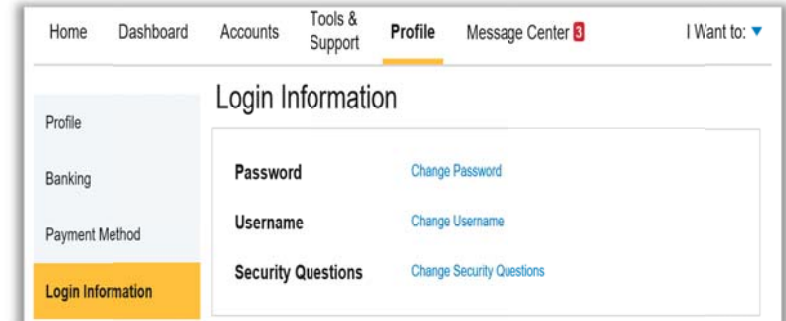 Home Dashboard Accounts Tools & Support Profile Message Center 3 I Want to:
Login Information
Profile
Banking
Payment Method
Login Information
Password Change Password
Username Change Username
Security Questions Change Security Questions